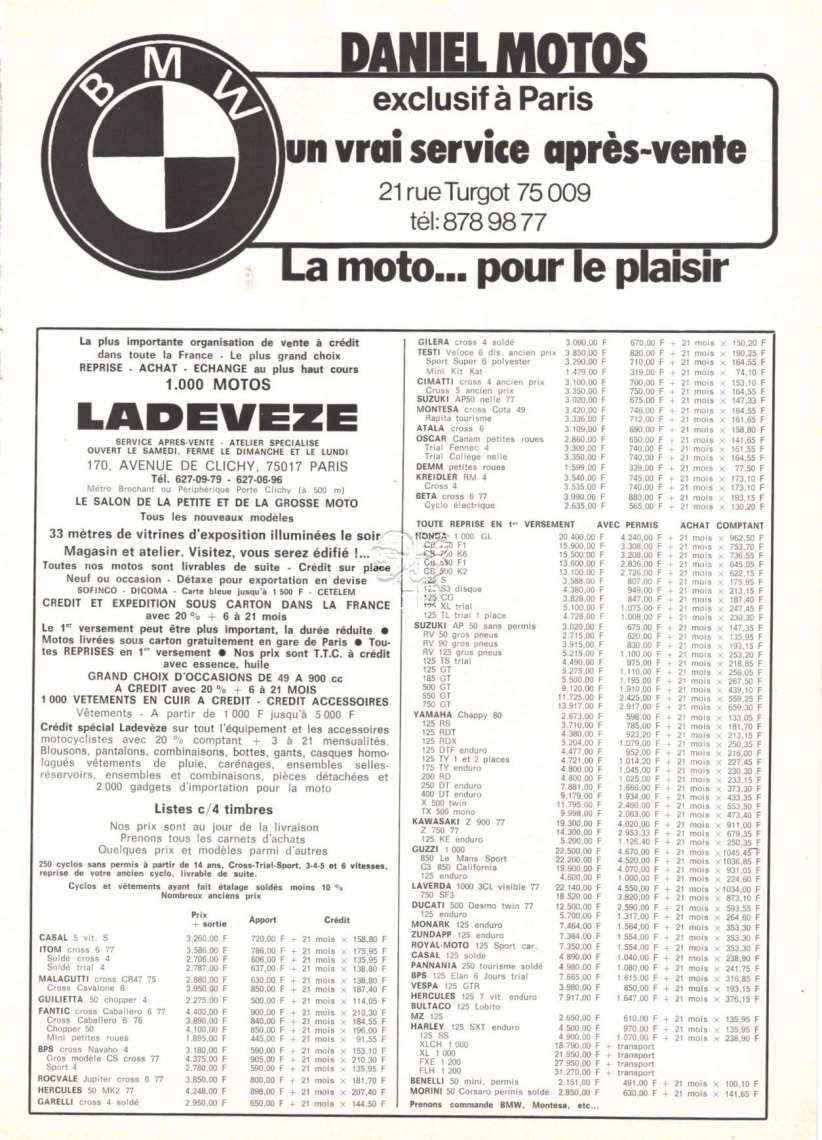 BMW
DANIEL MOTOS
exclusif à Paris
un vrai service après-vente
21 rue Turgot 75 009
tél: 878 98 77
La moto... pour le plaisir
La plus importante organisation de vente à crédit
dans toute la France - Le plus grand choix
REPRISE - ACHAT - ECHANGE au plus haut cours
1.000 MOTOS
LADEVEZE
SERVICE APRES-VENTE - ATELIER SPECIALISE
OUVERT LE SAMEDI, FERME LE DIMANCHE ET LE LUNDI
170, AVENUE DE CLICHY, 75017 PARIS
Tél. 627-09-79 - 627-06-96
Métro Brochant ou Périphérique Porte Clichy (à 500 m)
LE SALON DE LA PETITE ET DE LA GROSSE MOTO
Tous les nouveaux modèles
33 mètres de vitrines d'exposition illuminées le soir
Magasin et atelier. Visitez, vous serez édifié !...
Toutes nos motos sont livrables de suite - Crédit sur place
Neuf ou occasion - Détaxe pour exportation en devise
SOFINCO - DICOMA - Carte bleue jusqu'à 1 500 F - CETELEM
CREDIT ET EXPEDITION SOUS CARTON DANS LA FRANCE
avec 20 % + 6 à 21 mois
Le 1er versement peut être plus important, la durée réduite ●
Motos livrées sous carton gratuitement en gare de Paris ● Tou-
tes REPRISES en 1er versement ● Nos prix sont T.T.C. à crédit
avec essence, huile
GRAND CHOIX D'OCCASIONS DE 49 A 900 cc
A CREDIT avec 20 % + 6 à 21 MOIS
1 000 VETEMENTS EN CUIR A CREDIT - CREDIT ACCESSOIRES
Vêtements - A partir de 1 000 F jusqu'à 5 000 F
Crédit spécial Ladevèze sur tout l'équipement et les accessoires
motocyclistes avec 20 % comptant + 3 à 21 mensualités.
Blousons, pantalons, combinaisons, bottes, gants, casques homo-
logués vêtements de pluie, carénages, ensembles selles-
réservoirs, ensembles et combinaisons, pièces détachées et
2 000 gadgets d'importation pour la moto
Listes c/4 timbres
Nos prix sont au jour de la livraison
Prenons tous les carnets d'achats
Quelques prix et modèles parmi d'autres
250 cyclos sans permis à partir de 14 ans, Cross-Trial-Sport, 3-4-5 et 6 vitesses,
reprise de votre ancien cyclo, livrable de suite.
Cyclos et vêtements ayant fait étalage soldés moins 10 %
Nombreux anciens prix
Prix + sortie Apport Crédit
CASAL 5 vit. S 3.260,00 F 720,00 F + 21 mois × 158,80 F
ITOM cross 6 77 3.586,00 F 786,00 F + 21 mois × 175,95 F
Soldé cross 4 2.706,00 F 606,00 F + 21 mois × 135,95 F
Soldé trial 4 2.787,00 F 637,00 F + 21 mois × 138,80 F
MALAGUTTI cross CR47 75 2.880,00 F 630,00 F + 21 mois × 138,80 F
Cross Cavalone 6 3.950,00 F 850,00 F + 21 mois × 187,40 F
GUILIETTA 50 chopper 4 2.275,00 F 500,00 F + 21 mois × 114,05 F
FANTIC cross Caballero 6 77 4.400,00 F 900,00 F + 21 mois × 210,30 F
Cross Caballero 6 76 3.890,00 F 840,00 F + 21 mois × 184,55 F
Chopper 50 4.100,00 F 850,00 F + 21 mois × 196,00 F
Mini petites roues 1.895,00 F 445,00 F + 21 mois × 91,55 F
BPS cross Navaho 4 3.180,00 F 590,00 F + 21 mois × 153,10 F
Gros modèle CS cross 77 4.375,00 F 905,00 F + 21 mois × 210,30 F
Sport 4 2.780,00 F 590,00 F + 21 mois × 135,95 F
ROCVALE Jupiter cross 6 77 3.850,00 F 800,00 F + 21 mois × 181,70 F
HERCULES 50 MK2 77 4.248,00 F 898,00 F + 21 mois × 207,40 F
GARELLI cross 4 soldé 2.950,00 F 650,00 F + 21 mois × 144,50 F
GILERA cross 4 soldé 3.090,00 F 670,00 F + 21 mois × 150,20 F
TESTI Veloce 6 dis. ancien prix 3.850,00 F 820,00 F + 21 mois × 190,25 F
Sport Super 6 polyester 3.290,00 F 710,00 F + 21 mois × 164,55 F
Mini Kit Kat 1.479,00 F 319,00 F + 21 mois × 74,10 F
CIMATTI cross 4 ancien prix 3.100,00 F 700,00 F + 21 mois × 153,10 F
Cross 5 ancien prix 3.350,00 F 750,00 F + 21 mois × 164,55 F
SUZUKI AP50 nelle 77 3.020,00 F 675,00 F + 21 mois × 147,33 F
MONTESA cross Cota 49 3.420,00 F 746,00 F + 21 mois × 164,55 F
Rapita tourisme 3.336,00 F 712,00 F + 21 mois × 161,65 F
ATALA cross 6 3.109,00 F 690,00 F + 21 mois × 158,80 F
OSCAR Canam petites roues 2.860,00 F 650,00 F + 21 mois × 141,65 F
Trial Fennec 4 3.300,00 F 740,00 F + 21 mois × 161,55 F
Trial Collège nelle 3.350,00 F 740,00 F + 21 mois × 164,55 F
DEMM petites roues 1.599,00 F 339,00 F + 21 mois × 77,50 F
KREIDLER RM 4 3.540,00 F 745,00 F + 21 mois × 173,10 F
Cross 4 3.535,00 F 740,00 F + 21 mois × 173,10 F
BETA cross 6 77 3.990,00 F 880,00 F + 21 mois × 193,15 F
Cyclo électrique 2.635,00 F 565,00 F + 21 mois × 130,20 F
TOUTE REPRISE EN 1er VERSEMENT AVEC PERMIS ACHAT COMPTANT
HONDA 1 000 GL 20.400,00 F 4.240,00 F + 21 mois × 962,50 F
F1 15.900,00 F 3.308,00 F + 21 mois × 753,70 F
K6 15.500,00 F 3.208,00 F + 21 mois × 736,55 F
F1 13.600,00 F 2.836,00 F + 21 mois × 645,05 F
K2 13.100,00 F 2.726,00 F + 21 mois × 622,15 F
125 S 3.588,00 F 807,00 F + 21 mois × 175,95 F
S3 disque 4.380,00 F 949,00 F + 21 mois × 213,15 F
125 CG 3.828,00 F 847,00 F + 21 mois × 187,40 F
125 XL trial 5.100,00 F 1.075,00 F + 21 mois × 247,45 F
125 TL trial 1 place 4.728,00 F 1.008,00 F + 21 mois × 230,30 F
SUZUKI AP 50 sans permis 3.020,00 F 675,00 F + 21 mois × 147,35 F
RV 50 gros pneus 2.715,00 F 620,00 F + 21 mois × 135,95 F
RV 90 gros pneus 3.915,00 F 830,00 F + 21 mois × 193,15 F
RV 125 gros pneus 5.215,00 F 1.100,00 F + 21 mois × 253,20 F
125 TS trial 4.490,00 F 975,00 F + 21 mois × 218,85 F
125 GT 5.275,00 F 1.110,00 F + 21 mois × 256,05 F
185 GT 5.500,00 F 1.195,00 F + 21 mois × 267,50 F
500 GT 9.120,00 F 1.910,00 F + 21 mois × 439,10 F
550 GT 11.725,00 F 2.425,00 F + 21 mois × 559,25 F
750 GT 13.917,00 F 2.917,00 F + 21 mois × 659,30 F
YAMAHA Chappy 80 2.673,00 F 598,00 F + 21 mois × 133,05 F
125 RS 3.710,00 F 785,00 F + 21 mois × 181,70 F
125 RDT 4.380,00 F 923,20 F + 21 mois × 213,15 F
125 RDX 5.204,00 F 1.079,00 F + 21 mois × 250,35 F
125 DTF enduro 4.477,00 F 952,00 F + 21 mois × 216,00 F
125 TY 1 et 2 places 4.721,00 F 1.014,20 F + 21 mois × 227,45 F
175 TY enduro 4.800,00 F 1.045,00 F + 21 mois × 230,30 F
200 RD 4.800,00 F 1.025,00 F + 21 mois × 233,15 F
250 DT enduro 7.881,00 F 1.666,00 F + 21 mois × 373,30 F
400 DT enduro 9.179,00 F 1.934,00 F + 21 mois × 433,35 F
X 500 twin 11.795,00 F 2.460,00 F + 21 mois × 553,50 F
TX 500 mono 9.998,00 F 2.063,00 F + 21 mois × 473,40 F
KAWASAKI Z 900 77 19.300,00 F 4.020,00 F + 21 mois × 911,00 F
Z 750 77 14.300,00 F 2.953,33 F + 21 mois × 679,35 F
125 KE enduro 5.200,00 F 1.126,40 F + 21 mois × 250,35 F
GUZZI 1 000 22.500,00 F 4.670,00 F + 21 mois ×1045,45 F
850 Le Mans Sport 22.200,00 F 4.520,00 F + 21 mois ×1036,85 F
C3 850 California 19.900,00 F 4.070,00 F + 21 mois × 931,05 F
125 enduro 4.600,00 F 1.000,00 F + 21 mois × 224,60 F
LAVERDA 1000 3CL visible 77 22.140,00 F 4.550,00 F + 21 mois ×1034,00 F
750 SF3 18.520,00 F 3.820,00 F + 21 mois × 873,10 F
DUCATI 500 Desmo twin 77 12.500,00 F 2.590,00 F + 21 mois × 593,55 F
125 enduro 5.700,00 F 1.317,00 F + 21 mois × 264,60 F
MONARK 125 enduro 7.464,00 F 1.564,00 F + 21 mois × 353,30 F
ZUNDAPP 125 enduro 7.384,00 F 1.554,00 F + 21 mois × 353,30 F
ROYAL-MOTO 125 Sport car. 7.350,00 F 1.554,00 F + 21 mois × 353,30 F
CASAL 125 soldé 4.890,00 F 1.040,00 F + 21 mois × 238,90 F
PANNANIA 250 tourisme soldé 4.980,00 F 1.080,00 F + 21 mois × 241,75 F
BPS 125 Elan 6 Jours trial 7.665,00 F 1.615,00 F + 21 mois × 316,85 F
VESPA 125 GTR 3.980,00 F 850,00 F + 21 mois × 193,15 F
HERCULES 125 7 vit. enduro 7.917,00 F 1.647,00 F + 21 mois × 376,15 F
BULTACO 125 Lobito
MZ 125 2.650,00 F 610,00 F + 21 mois × 135,95 F
HARLEY 125 SXT enduro 4.500,00 F 970,00 F + 21 mois × 135,95 F
125 SS 4.900,00 F 1.070,00 F + 21 mois × 238,90 F
XLCH 1 000 18.790,00 F + transport
XL 1 000 21.950,00 F + transport
FXE 1 200 27.950,00 F + transport
FLH 1 200 31.270,00 F + transport
BENELLI 50 mini, permis 2.151,00 F 491,00 F + 21 mois × 100,10 F
MORINI 50 Corsaro permis soldé 2.850,00 F 630,00 F + 21 mois × 141,65 F
Prenons commande BMW, Montesa, etc...